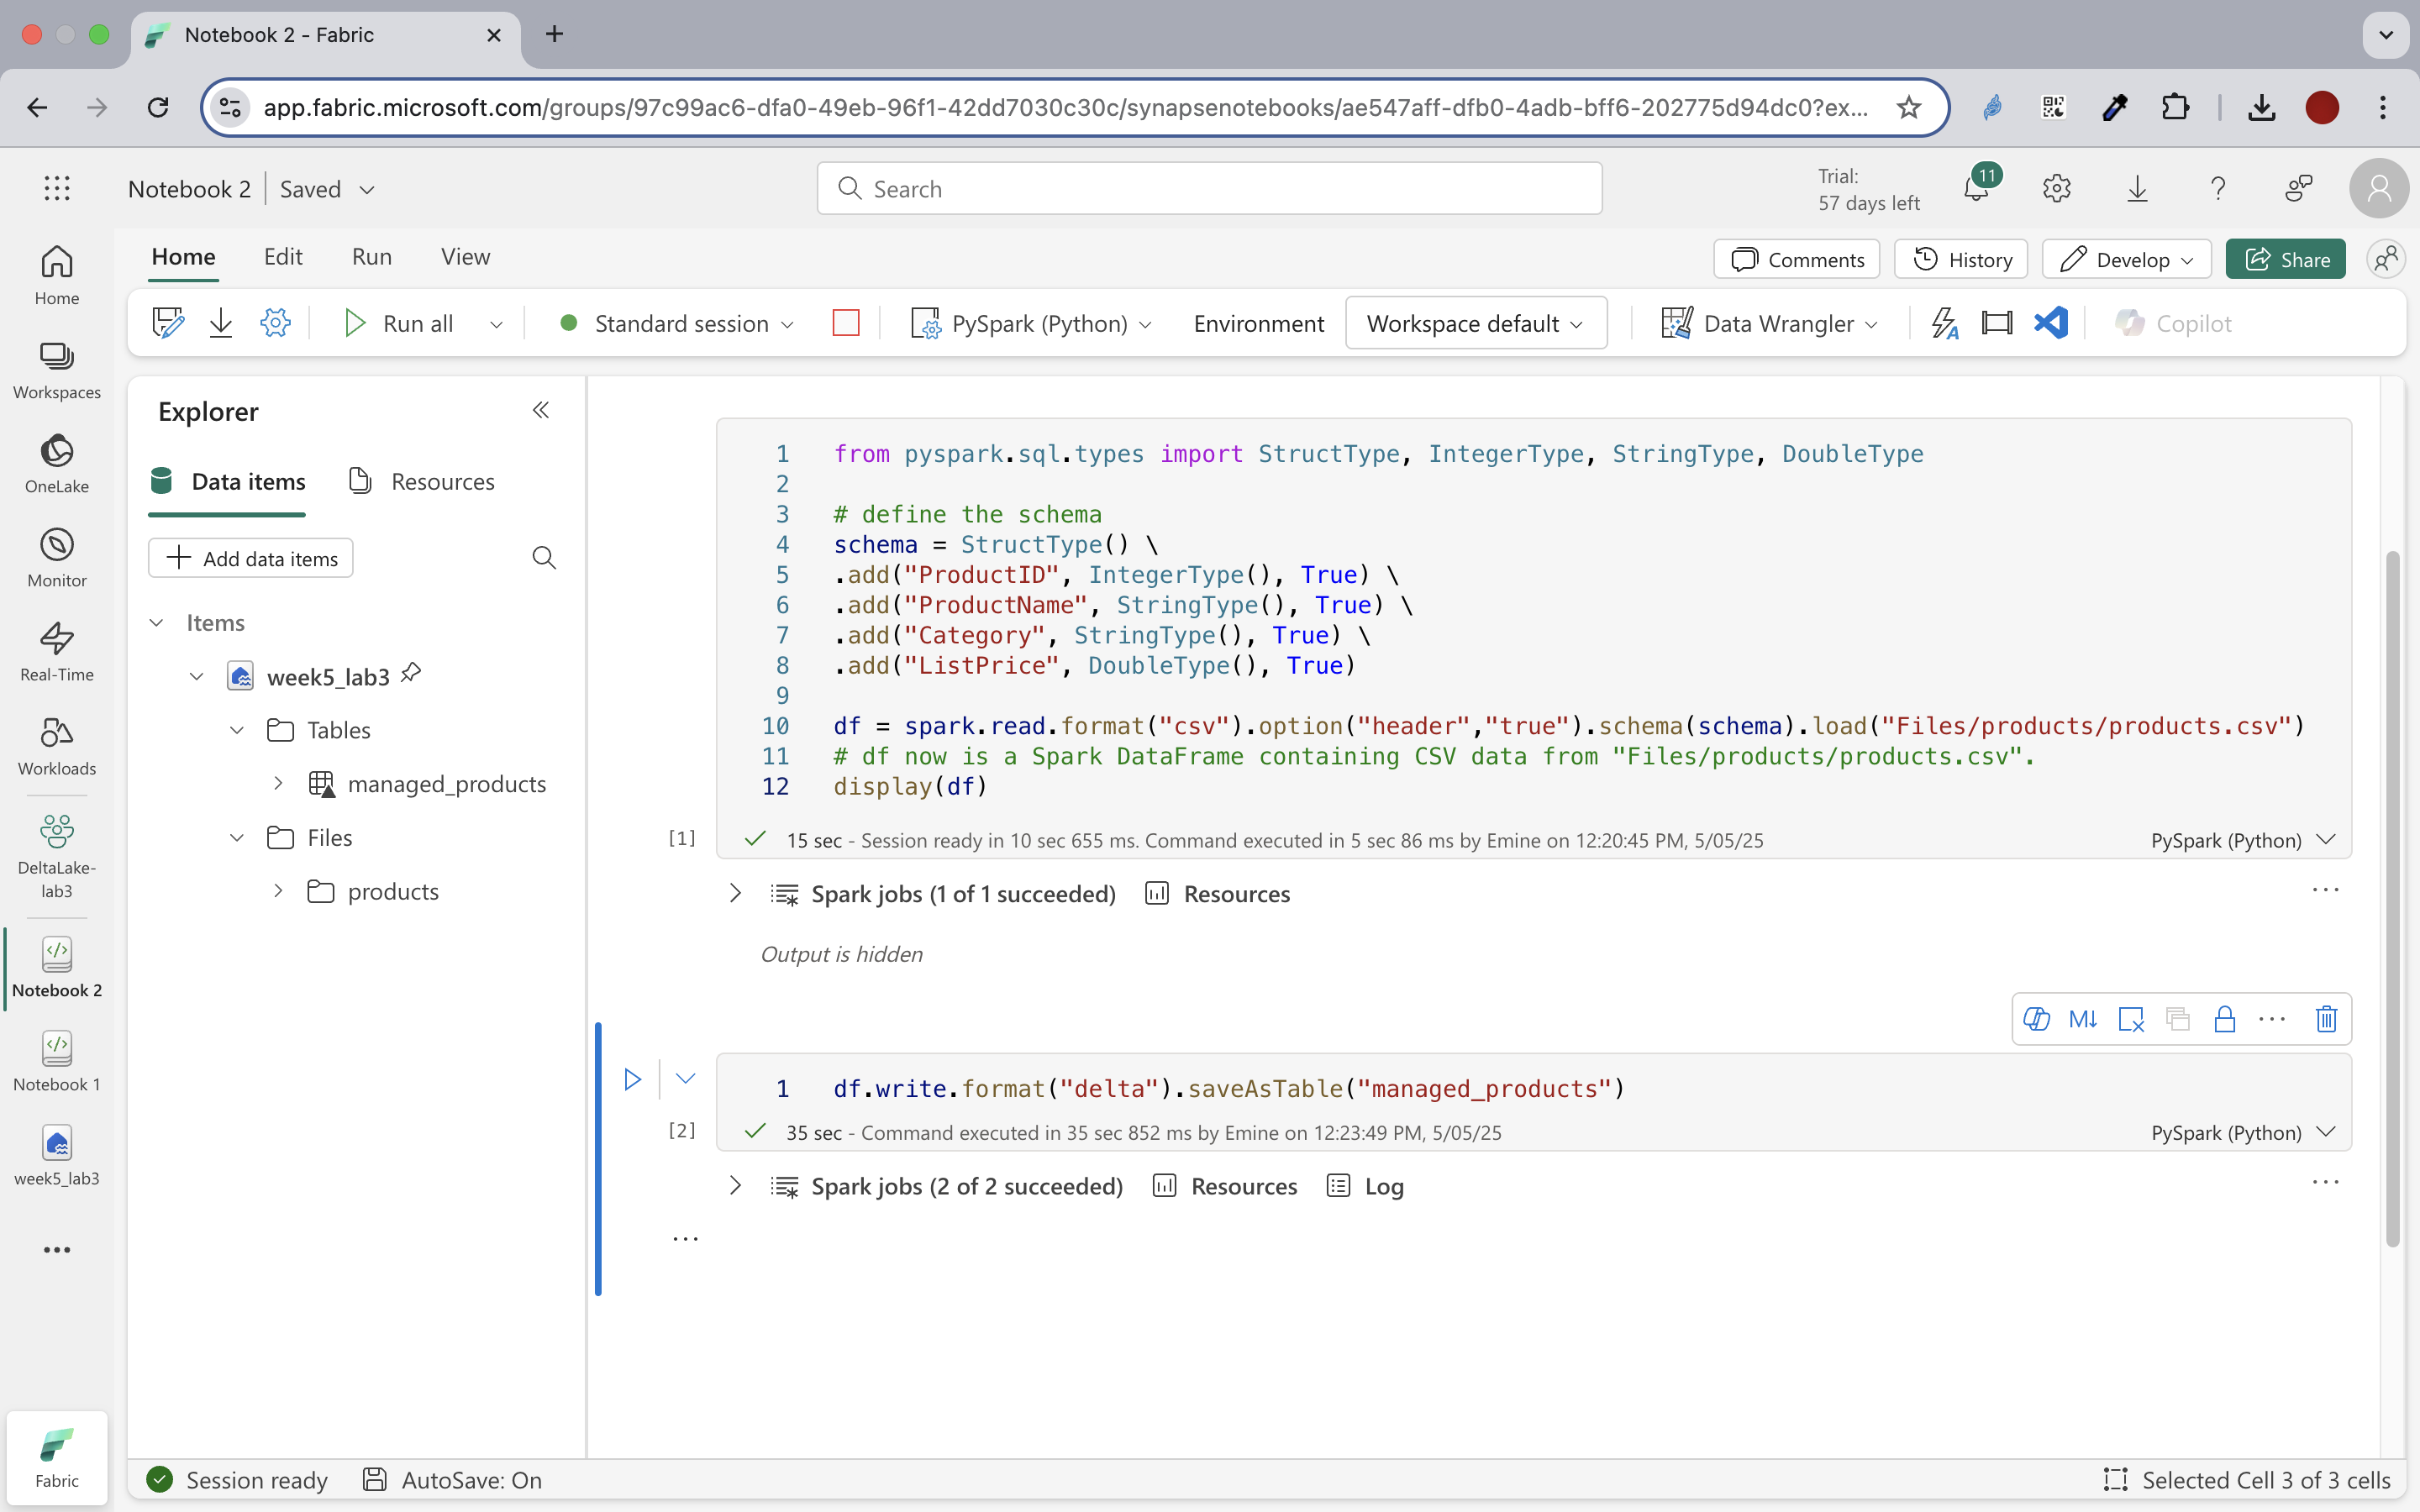 Notebook 2 - Fabric
app.fabric.microsoft.com/groups/97c99ac6-dfa0-49eb-96f1-42dd7030c30c/synapsenotebooks/ae547aff-dfb0-4adb-bff6-202775d94dc0?ex...
Notebook 2 | Saved
Search
Trial:
57 days left
11
Home
Edit
Run
View
Comments
History
Develop
Share
Run all
Standard session
PySpark (Python)
Environment
Workspace default
Data Wrangler
Copilot
Home
Workspaces
OneLake
Monitor
Real-Time
Workloads
DeltaLake-
lab3
Notebook 2
Notebook 1
week5_lab3
Fabric
Explorer
Data items
Resources
Add data items
Items
week5_lab3
Tables
managed_products
Files
products
1 from pyspark.sql.types import StructType, IntegerType, StringType, DoubleType
2
3 # define the schema
4 schema = StructType() \
5 .add("ProductID", IntegerType(), True) \
6 .add("ProductName", StringType(), True) \
7 .add("Category", StringType(), True) \
8 .add("ListPrice", DoubleType(), True)
9
10 df = spark.read.format("csv").option("header","true").schema(schema).load("Files/products/products.csv")
11 # df now is a Spark DataFrame containing CSV data from "Files/products/products.csv".
12 display(df)
[1]
15 sec - Session ready in 10 sec 655 ms. Command executed in 5 sec 86 ms by Emine on 12:20:45 PM, 5/05/25
PySpark (Python)
Spark jobs (1 of 1 succeeded)
Resources
...
Output is hidden
M↓
...
1 df.write.format("delta").saveAsTable("managed_products")
[2]
35 sec - Command executed in 35 sec 852 ms by Emine on 12:23:49 PM, 5/05/25
PySpark (Python)
Spark jobs (2 of 2 succeeded)
Resources
Log
...
...
Session ready
AutoSave: On
Selected Cell 3 of 3 cells